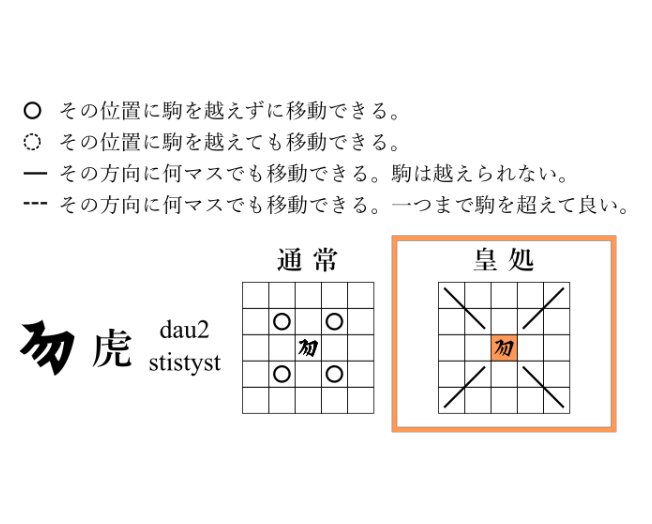 その位置に駒を越えずに移動できる。
その位置に駒を越えても移動できる。
その方向に何マスでも移動できる。駒は越えられない。
その方向に何マスでも移動できる。一つまで駒を超えて良い。
通常
皇処
虎
dau2
stistyst